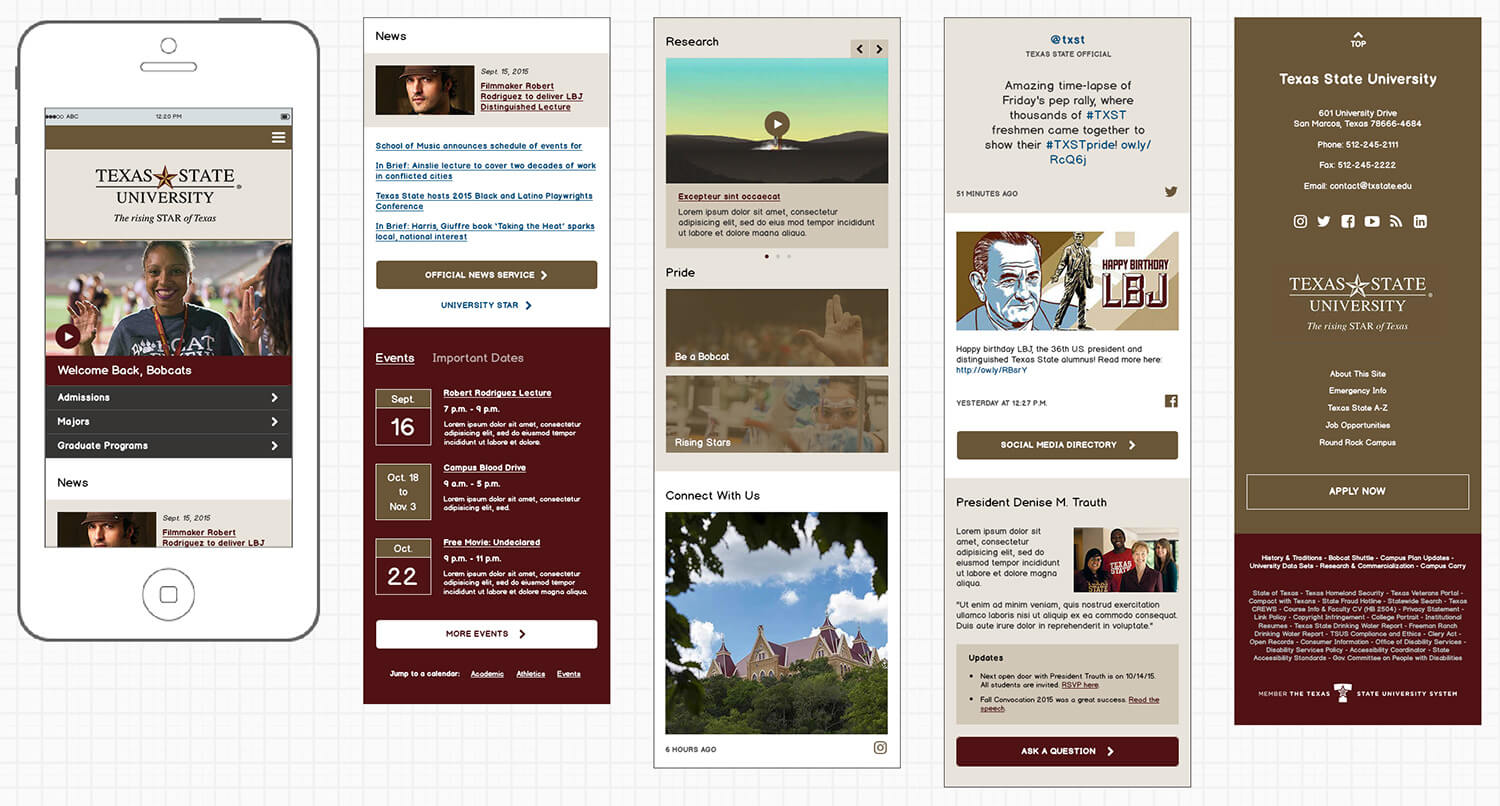 ABC
12:20 PM
TEXAS STATE
UNIVERSITY
®
The rising STAR of Texas
CAT
Welcome Back, Bobcats
Admissions
Majors
Graduate Programs
News
Sept. 15, 2015
Filmmaker Robert
Rodriguez to deliver LBJ
News
Sept. 15, 2015
Filmmaker Robert
Rodriguez to deliver LBJ
Distinguished Lecture
School of Music announces schedule of events for
In Brief: Ainslie lecture to cover two decades of work
in conflicted cities
Texas State hosts 2015 Black and Latino Playwrights
Conference
In Brief: Harris, Giuffre book ‘Taking the Heat’ sparks
local, national interest
OFFICIAL NEWS SERVICE
UNIVERSITY STAR
Events Important Dates
Sept.
16
Robert Rodriguez Lecture
7 p.m. - 9 p.m.
Lorem ipsum dolor sit amet, consectetur
adipisicing elit, sed do eiusmod tempor
incididunt ut labore et dolore.
Oct. 18
to
Nov. 3
Campus Blood Drive
9 a.m. - 5 p.m.
Lorem ipsum dolor sit amet, consectetur
adipisicing elit, sed.
Oct.
22
Free Movie: Undeclared
9 p.m. - 11 p.m.
Lorem ipsum dolor sit amet, consectetur
adipisicing elit, sed do eiusmod tempor
incididunt ut labore et dolore.
MORE EVENTS
Jump to a calendar: Academic Athletics Events
Research
Excepteur sint occaecat
Lorem ipsum dolor sit amet, consectetur
adipisicing elit, sed do eius mod tempor incididunt
ut labore et dolore magna aliqua.
Pride
Be a Bobcat
Rising Stars
Connect With Us
6 HOURS AGO
@txst
TEXAS STATE OFFICIAL
Amazing time-lapse of
Friday's pep rally, where
thousands of #TXST
freshmen came together to
show their #TXSTpride! ow.ly/
RcQ6j
51 MINUTES AGO
HAPPY BIRTHDAY
LBJ
Happy birthday LBJ, the 36th U.S. president and
distinguished Texas State alumnus! Read more here:
http://ow.ly/RBsrY
YESTERDAY AT 12:27 P.M.
SOCIAL MEDIA DIRECTORY
President Denise M. Trauth
Lorem ipsum dolor sit
amet, consectetur
adipisicing elit, sed do
eiusmod tempor incididunt
ut labore et dolore magna
aliqua.
TEXAS
STATE
"Ut enim ad minim veniam, quis nostrud exercitation
ullamco laboris nisi ut aliquip ex ea commodo consequat.
Duis aute irure dolor in reprehenderit in voluptate."
Updates
• Next open door with President Trauth is on 10/14/15.
All students are invited. RSVP here.
• Fall Convocation 2015 was a great success. Read the
speech.
ASK A QUESTION
TOP
Texas State University
601 University Drive
San Marcos, Texas 78666-4684
Phone: 512-245-2111
Fax: 512-245-2222
Email: contact@txstate.edu
TEXAS STATE
UNIVERSITY
®
The rising STAR of Texas
About This Site
Emergency Info
Texas State A-Z
Job Opportunities
Round Rock Campus
APPLY NOW
History & Traditions - Bobcat Shuttle - Campus Plan Updates -
University Data Sets - Research & Commercialization - Campus Carry
State of Texas - Texas Homeland Security - Texas Veterans Portal -
Compact with Texans - State Fraud Hotline - Statewide Search - Texas
CREWS - Course Info & Faculty CV (HB 2504) - Privacy Statement -
Link Policy - Copyright Infringement - College Portrait - Institutional
Resumes - Texas State Drinking Water Report - Freeman Ranch
Drinking Water Report - TSUS Compliance and Ethics - Clery Act -
Open Records - Consumer Information - Office of Disability Services -
Disability Services Policy - Accessibility Coordinator - State
Accessibility Standards - Gov. Committee on People with Disabilities
MEMBER THE TEXAS STATE UNIVERSITY SYSTEM